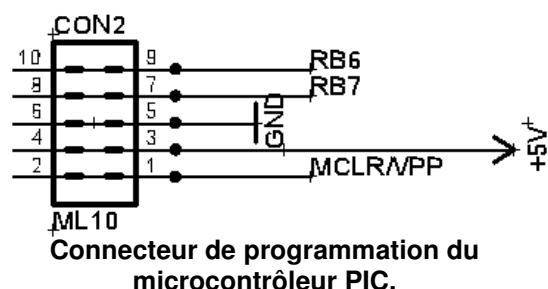 CON2
10 9 RB6
8 7 RB7
6 5 GND
4 3 +5V
2 1 MCLR/VPP
ML10
Connecteur de programmation du
microcontrôleur PIC.